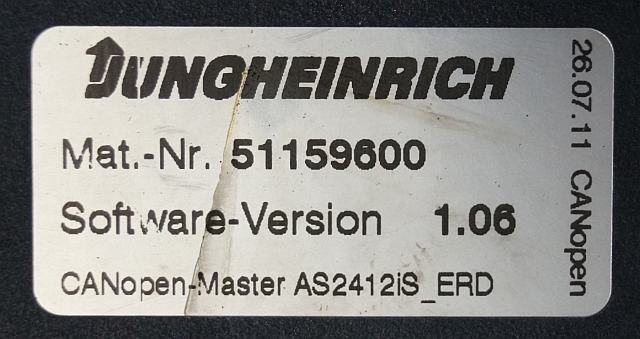 JUNGHEINRICH
Mat.-Nr. 51159600
Software-Version 1.06
CANopen-Master AS2412iS_ERD
26.07.11 CANopen